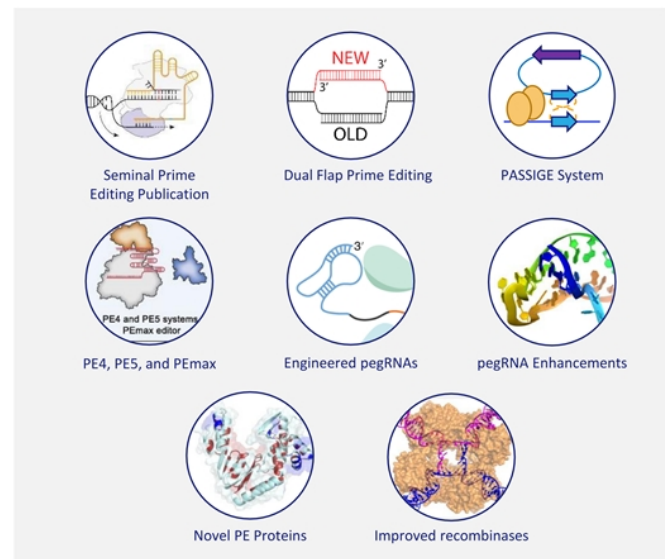 NEW
3′
3′
OLD
Seminal Prime
Editing Publication
Dual Flap Prime Editing
PASSIGE System
PE4 and PE5 systems
PEmax editor
3′
PE4, PE5, and PEmax
Engineered pegRNAs
pegRNA Enhancements
Novel PE Proteins
Improved recombinases